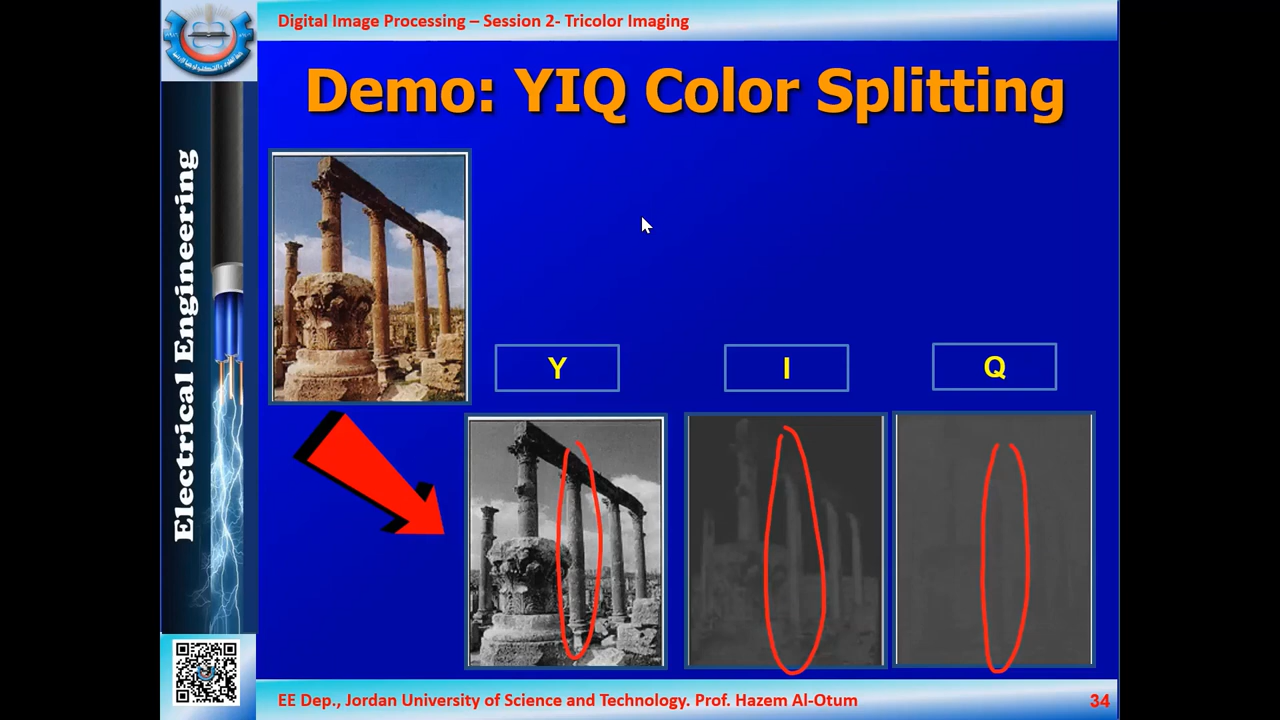 Digital Image Processing – Session 2- Tricolor Imaging
Demo: YIQ Color Splitting
Electrical Engineering
Y
I
Q
EE Dep., Jordan University of Science and Technology. Prof. Hazem Al-Otum
34